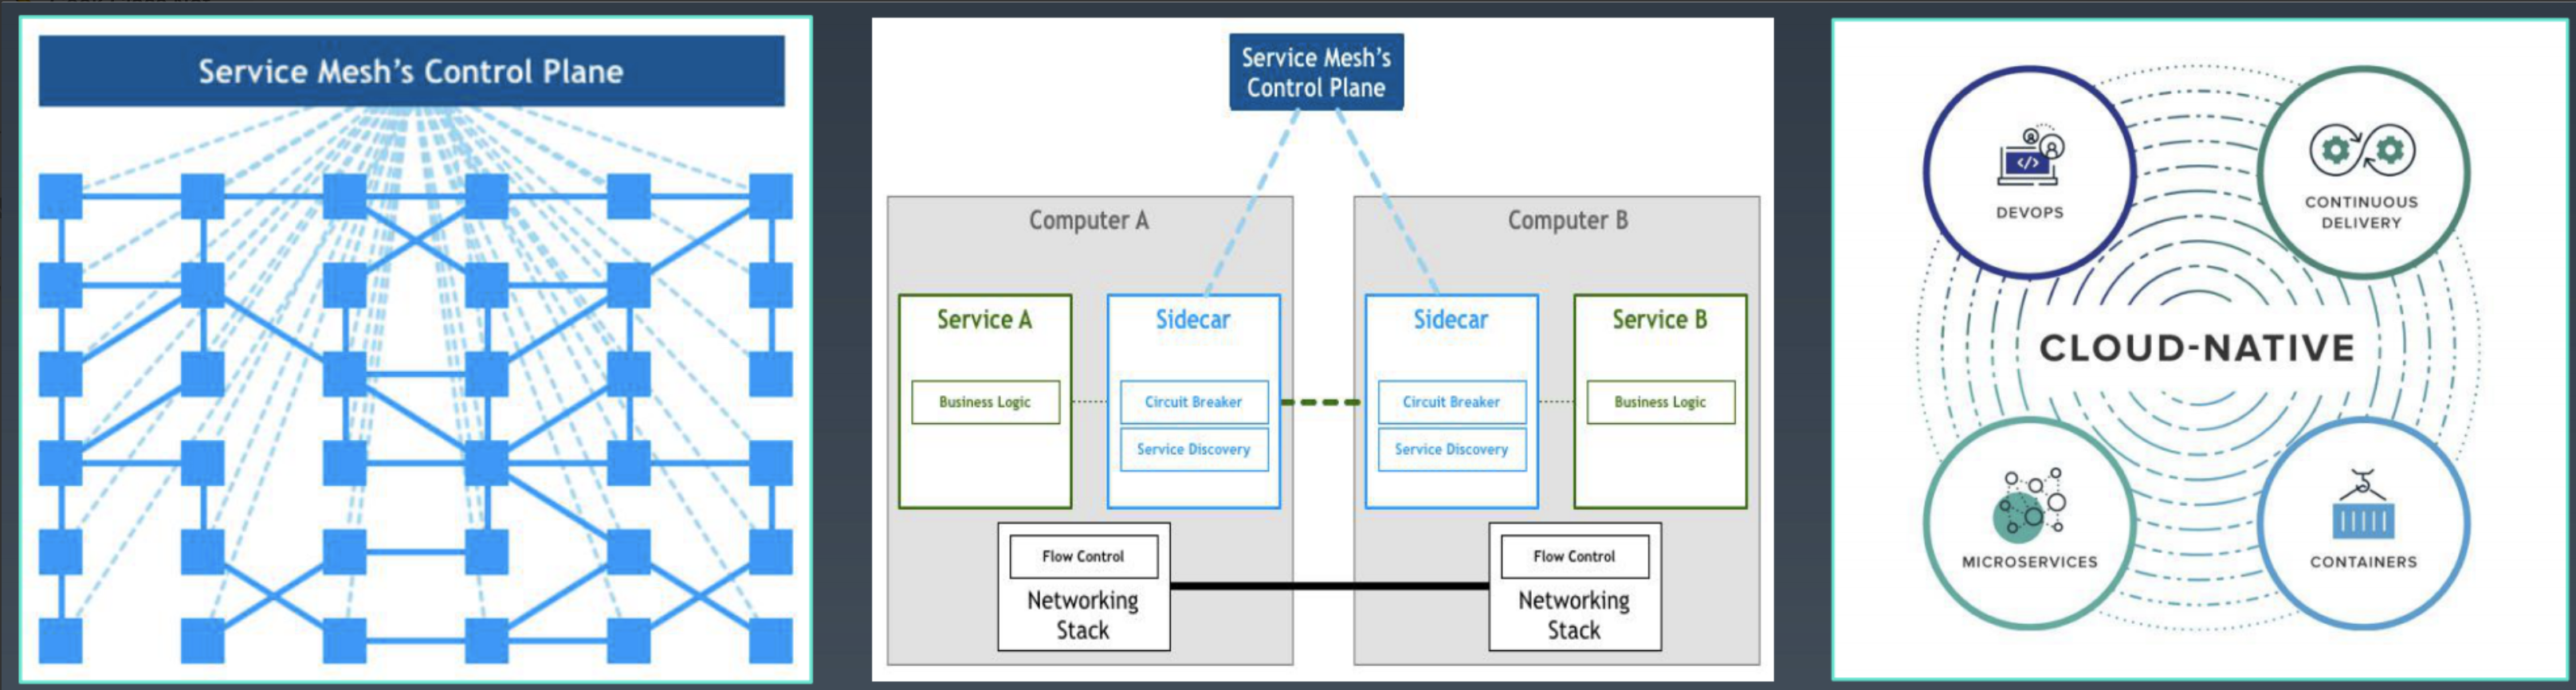 Service Mesh's Control Plane
Service Mesh's
Control Plane
Computer A
Computer B
Service A
Sidecar
Sidecar
Service B
Business Logic
Circuit Breaker
Circuit Breaker
Business Logic
Service Discovery
Service Discovery
Flow Control
Flow Control
Networking
Stack
Networking
Stack
DEVOPS
CONTINUOUS
DELIVERY
CLOUD-NATIVE
MICROSERVICES
CONTAINERS